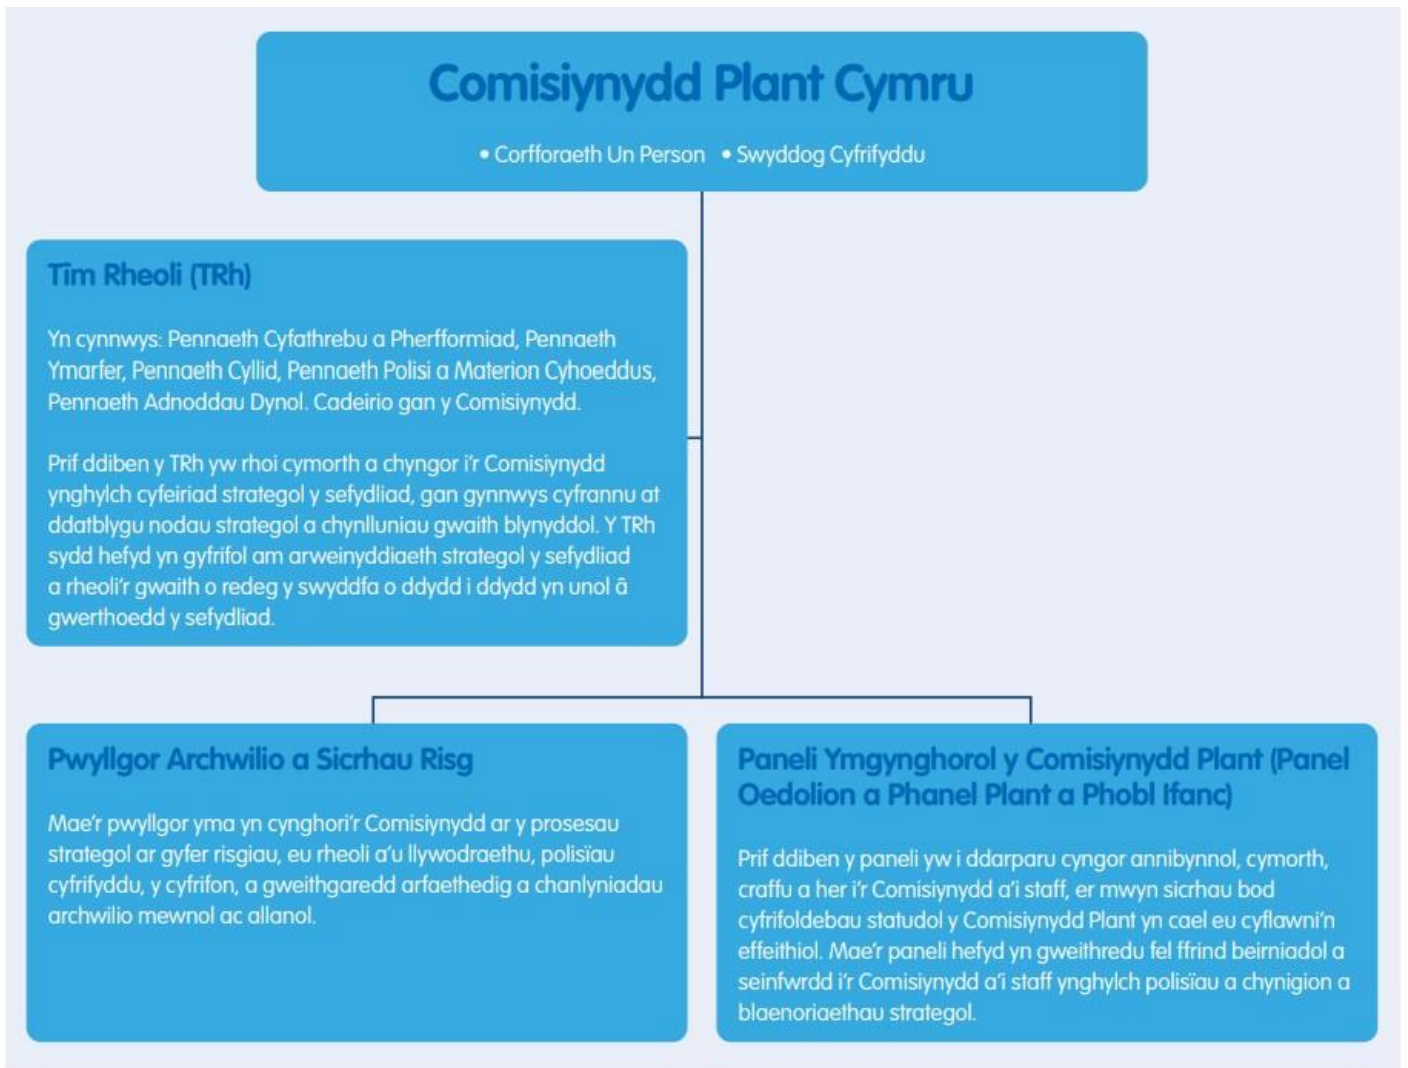 Comisiynydd Plant Cymru
• Corfforaeth Un Person • Swyddog Cyfrifyddu
Tîm Rheoli (TRh)
Yn cynnwys: Pennaeth Cyfathrebu a Pherfformiad, Pennaeth
Ymarfer, Pennaeth Cyllid, Pennaeth Polisi a Materion Cyhoeddus,
Pennaeth Adnoddau Dynol. Cadeirio gan y Comisiynydd.
Prif ddiben y TRh yw rhoi cymorth a chyngor i'r Comisiynydd
ynghylch cyfeiriad strategol y sefydliad, gan gynnwys cyfrannu at
ddatblygu nodau strategol a chynlluniau gwaith blynyddol. Y TRh
sydd hefyd yn gyfrifol am arweinyddiaeth strategol y sefydliad
a rheoli'r gwaith o redeg y swyddfa o ddydd i ddydd yn unol â
gwerthoedd y sefydliad.
Pwyllgor Archwilio a Sicrhau Risg
Mae'r pwyllgor yma yn cynghori'r Comisiynydd ar y prosesau
strategol ar gyfer risgiau, eu rheoli a'u llywodraethu, polisïau
cyfrifyddu, y cyfrifon, a gweithgaredd arfaethedig a chanlyniadau
archwilio mewnol ac allanol.
Paneli Ymgynghorol y Comisiynydd Plant (Panel
Oedolion a Phanel Plant a Phobl Ifanc)
Prif ddiben y paneli yw i ddarparu cyngor annibynnol, cymorth,
craffu a her i'r Comisiynydd a'i staff, er mwyn sicrhau bod
cyfrifoldebau statudol y Comisiynydd Plant yn cael eu cyflawni'n
effeithiol. Mae'r paneli hefyd yn gweithredu fel ffrind beirniadol a
seinfwrdd i'r Comisiynydd a'i staff ynghylch polisïau a chynigion a
blaenoriaethau strategol.